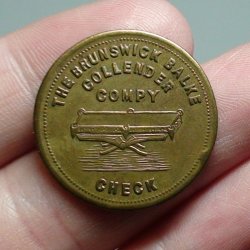 THE BRUNSWICK BALKE
COLLENDER
COMPY
CHECK